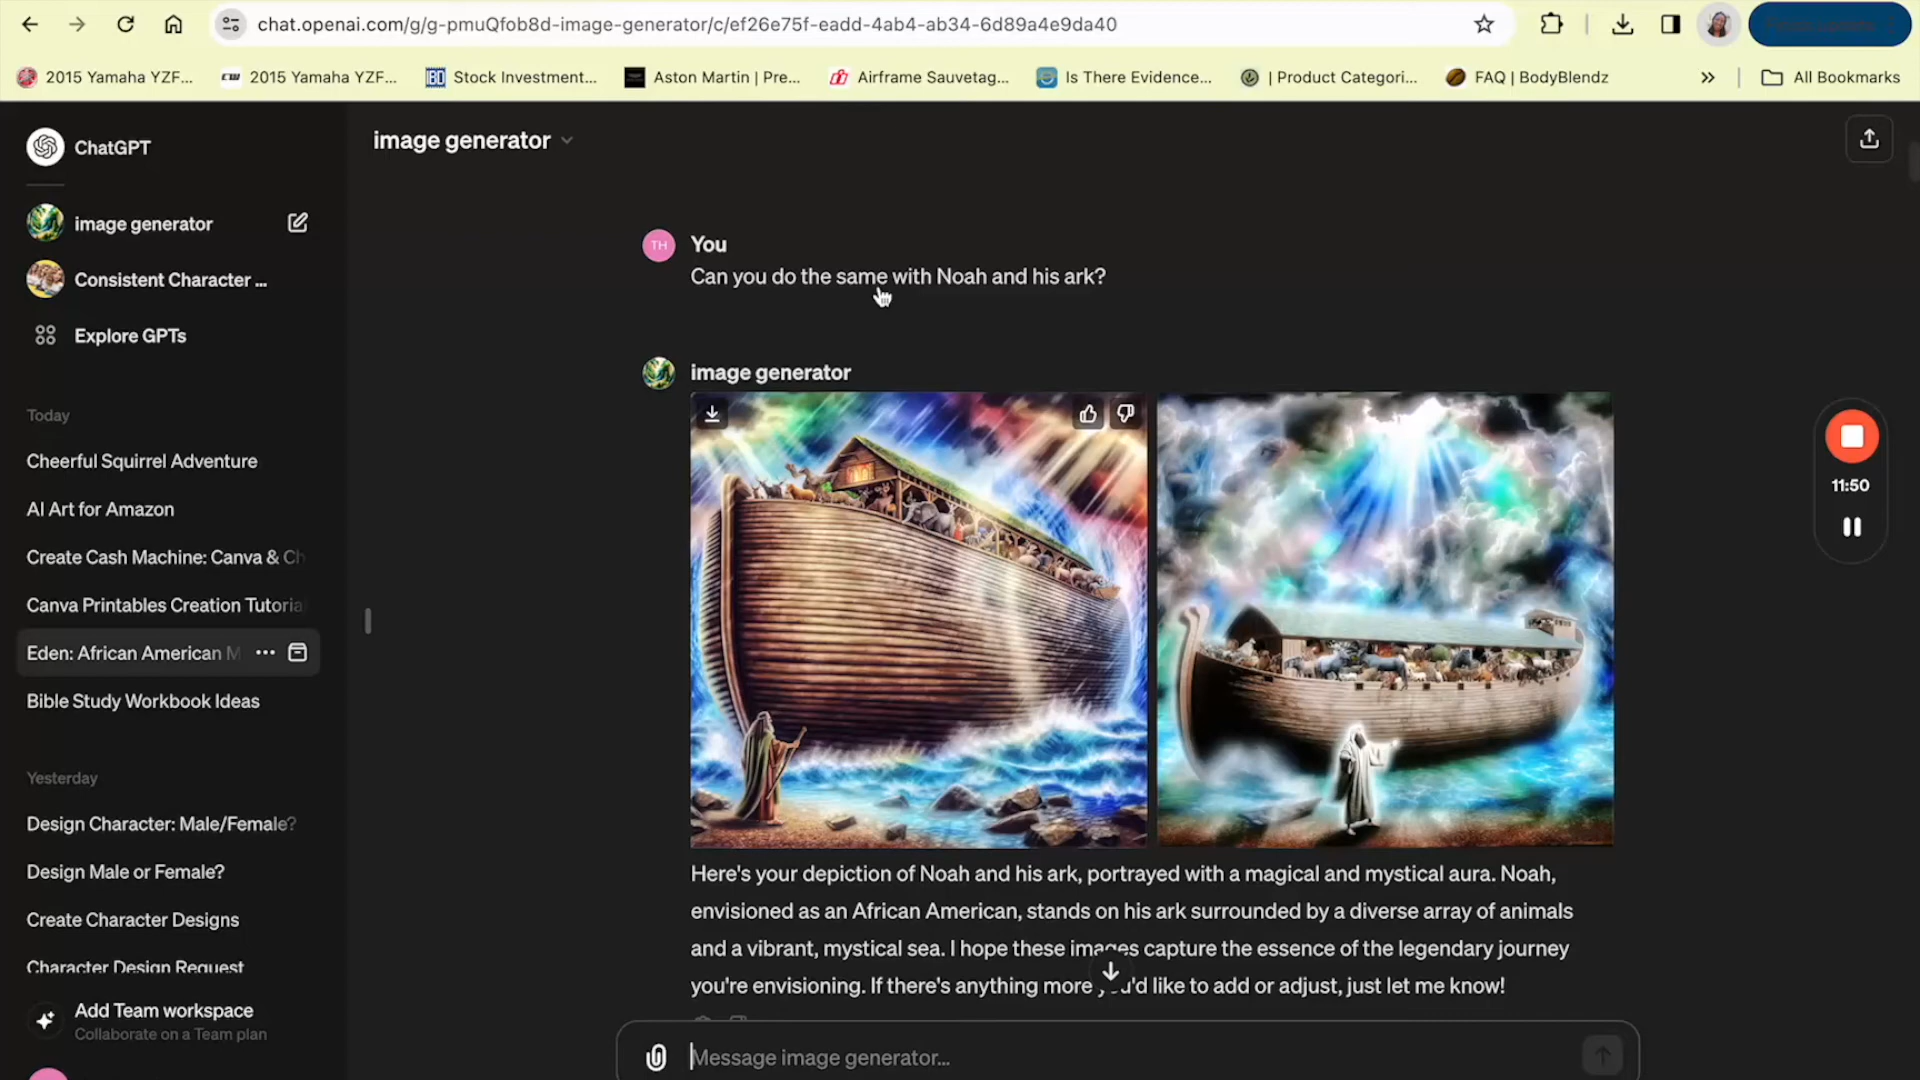 chat.openai.com/g/g-pmuQfob8d-image-generator/c/ef26e75f-eadd-4ab4-ab34-6d89a4e9da40
2015 Yamaha YZF...
2015 Yamaha YZF...
Stock Investment...
Aston Martin | Pre...
Airframe Sauvetag...
Is There Evidence...
| Product Categori...
FAQ | BodyBlendz
»
All Bookmarks
ChatGPT
image generator
Consistent Character ...
Explore GPTs
Today
Cheerful Squirrel Adventure
AI Art for Amazon
Create Cash Machine: Canva & Ch
Canva Printables Creation Tutoria
Eden: African American M
Bible Study Workbook Ideas
Yesterday
Design Character: Male/Female?
Design Male or Female?
Create Character Designs
Character Design Request
Add Team workspace
Collaborate on a Team plan
image generator
TH
You
Can you do the same with Noah and his ark?
image generator
Here's your depiction of Noah and his ark, portrayed with a magical and mystical aura. Noah,
envisioned as an African American, stands on his ark surrounded by a diverse array of animals
and a vibrant, mystical sea. I hope these images capture the essence of the legendary journey
you're envisioning. If there's anything more you'd like to add or adjust, just let me know!
Message image generator...
11:50